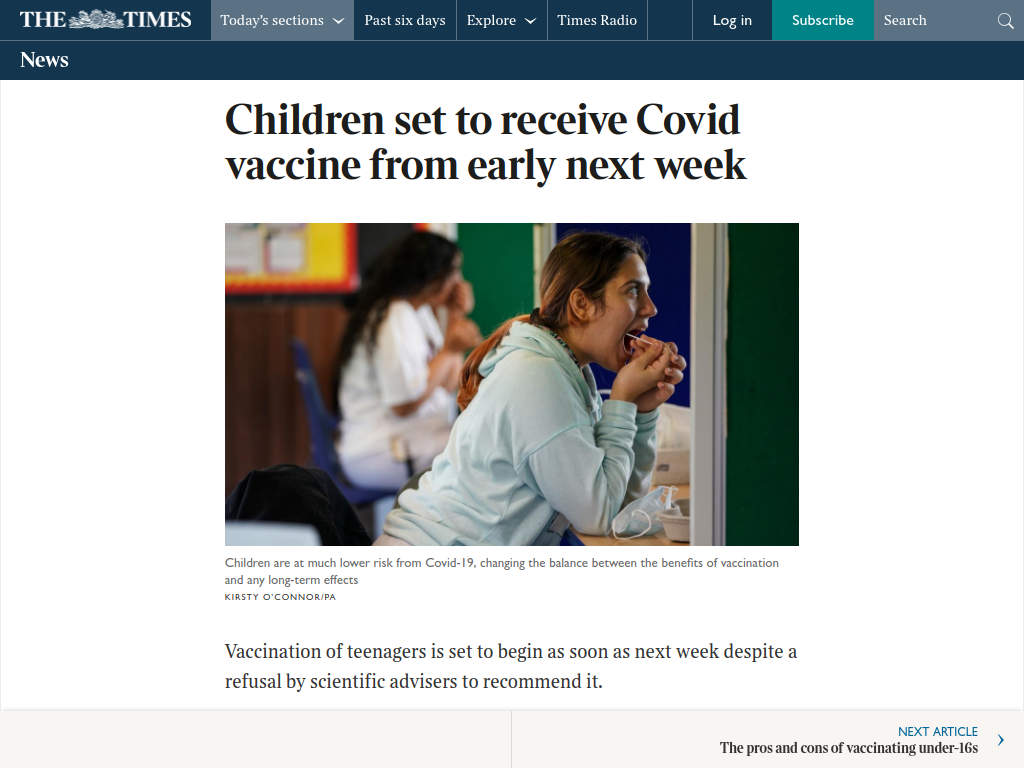 THE TIMES
Today's sections
Past six days
Explore
Times Radio
Log in
Subscribe
Search
News
Children set to receive Covid
vaccine from early next week
Children are at much lower risk from Covid-19, changing the balance between the benefits of vaccination
and any long-term effects
KIRSTY O'CONNOR/PA
Vaccination of teenagers is set to begin as soon as next week despite a
refusal by scientific advisers to recommend it.
NEXT ARTICLE
The pros and cons of vaccinating under-16s